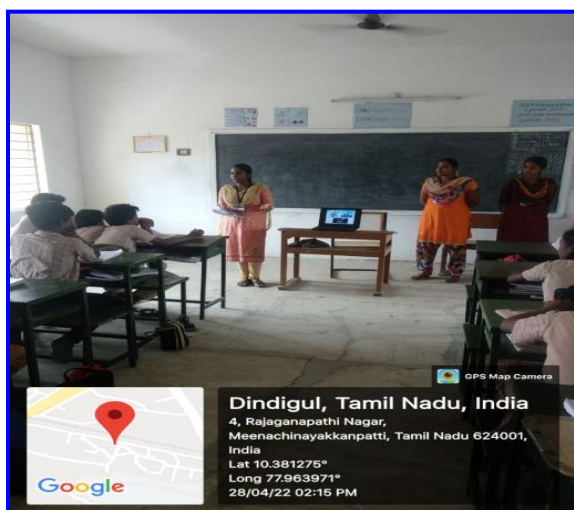 GPS Map Camera
Dindigul, Tamil Nadu, India
4, Rajaganapathi Nagar,
Meenachinayakkanpatti, Tamil Nadu 624001,
India
Lat 10.381275°
Long 77.963971°
28/04/22 02:15 PM
Google